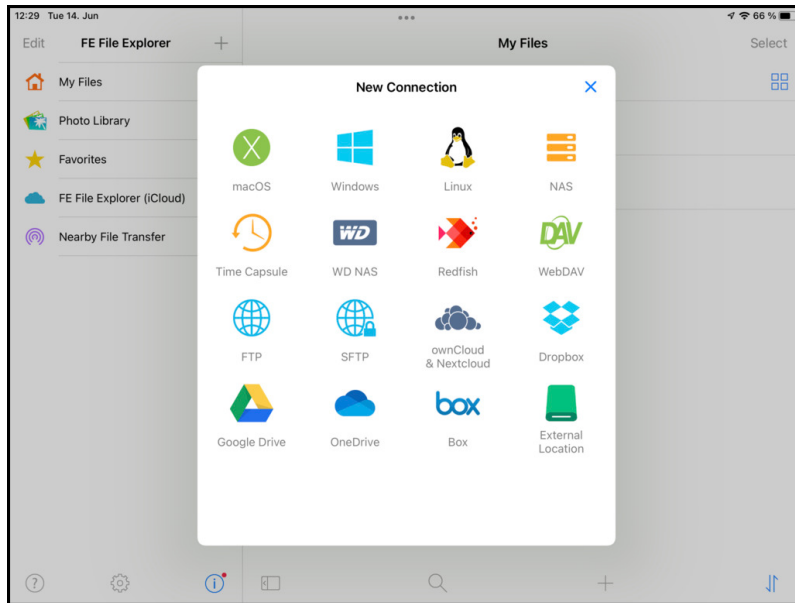 12:29 Tue 14. Jun
66 %
Edit
FE File Explorer
My Files
Select
My Files
Photo Library
Favorites
FE File Explorer (iCloud)
Nearby File Transfer
New Connection
macOS
Windows
Linux
NAS
WD
DAV
Time Capsule
WD NAS
Redfish
WebDAV
FTP
SFTP
ownCloud
& Nextcloud
Dropbox
box
Google Drive
OneDrive
Box
External
Location